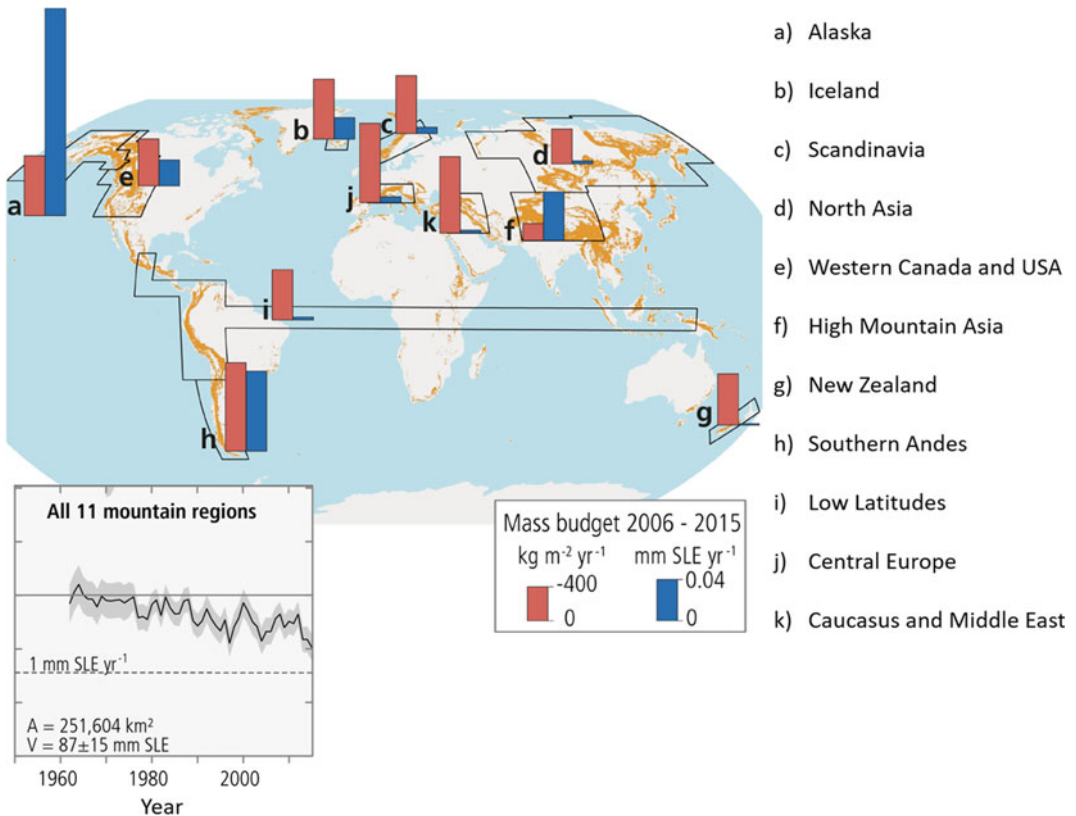 a) Alaska
b) Iceland
c) Scandinavia
d) North Asia
e) Western Canada and USA
f) High Mountain Asia
g) New Zealand
h) Southern Andes
i) Low Latitudes
j) Central Europe
k) Caucasus and Middle East
a
b
c
d
e
f
g
h
i
j
k
All 11 mountain regions
1 mm SLE yr⁻¹
A = 251,604 km²
V = 87±15 mm SLE
1960 1980 2000
Year
Mass budget 2006 - 2015
kg m⁻² yr⁻¹ mm SLE yr⁻¹
-400 0.04
0 0